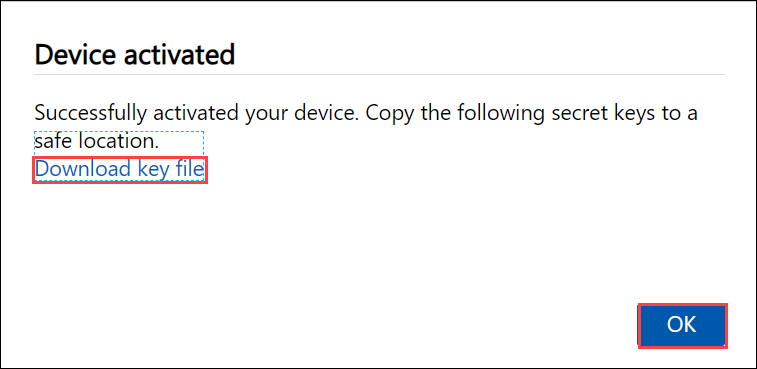 Device activated
Successfully activated your device. Copy the following secret keys to a
safe location.
Download key file
OK